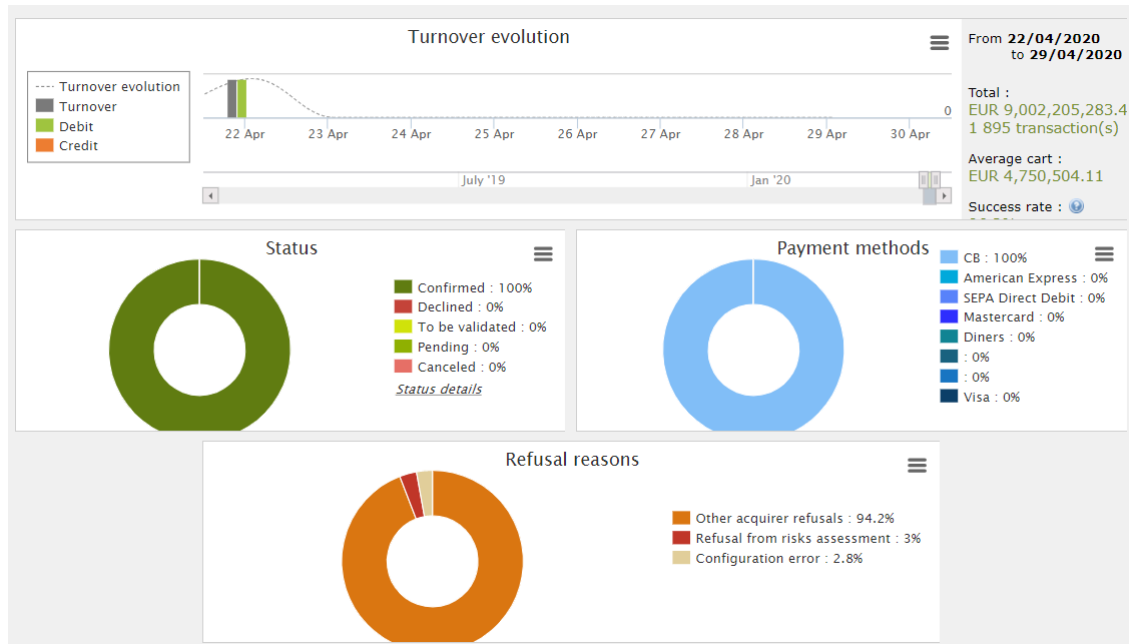 Turnover evolution
Turnover evolution
Turnover
Debit
Credit
0
22 Apr 23 Apr 24 Apr 25 Apr 26 Apr 27 Apr 28 Apr 29 Apr 30 Apr
July '19 Jan '20
From 22/04/2020
to 29/04/2020
Total :
EUR 9,002,205,283.4
1 895 transaction(s)
Average cart :
EUR 4,750,504.11
Success rate :
Status
Confirmed : 100%
Declined : 0%
To be validated : 0%
Pending : 0%
Canceled : 0%
Status details
Payment methods
CB : 100%
American Express : 0%
SEPA Direct Debit : 0%
Mastercard : 0%
Diners : 0%
: 0%
: 0%
Visa : 0%
Refusal reasons
Other acquirer refusals : 94.2%
Refusal from risks assessment : 3%
Configuration error : 2.8%